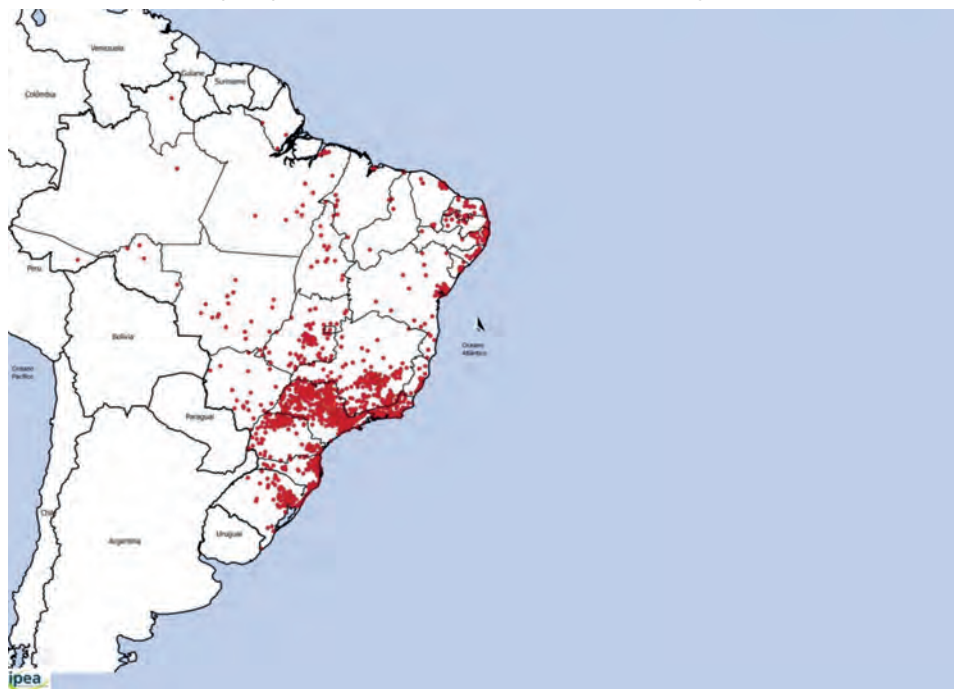 Venezuela
Guiana
Suriname
Colômbia
Peru
Bolívia
Oceano
Pacífico
Oceano
Atlântico
Paraguai
Chile
Uruguai
Argentina
ipea